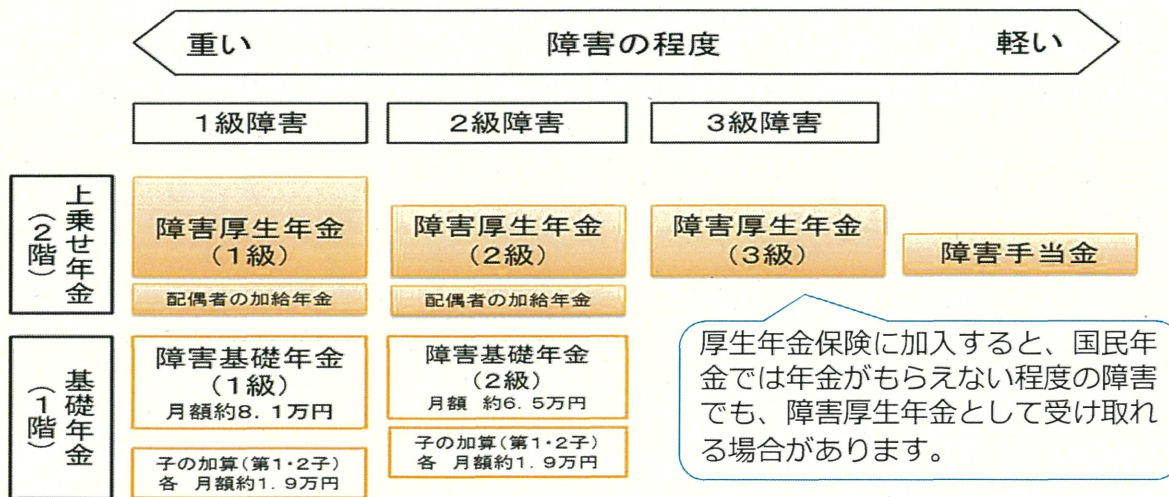 重い 障害の程度 軽い
1級障害 2級障害 3級障害
上乗せ年金
（2階）
障害厚生年金
（1級）
障害厚生年金
（2級）
障害厚生年金
（3級）
障害手当金
配偶者の加給年金
配偶者の加給年金
基礎年金
（1階）
障害基礎年金
（1級）
月額約8．1万円
障害基礎年金
（2級）
月額 約6．5万円
子の加算（第1・2子）
各 月額約1．9万円
子の加算（第1・2子）
各 月額約1．9万円
厚生年金保険に加入すると、国民年
金では年金がもらえない程度の障害
でも、障害厚生年金として受け取れ
る場合があります。